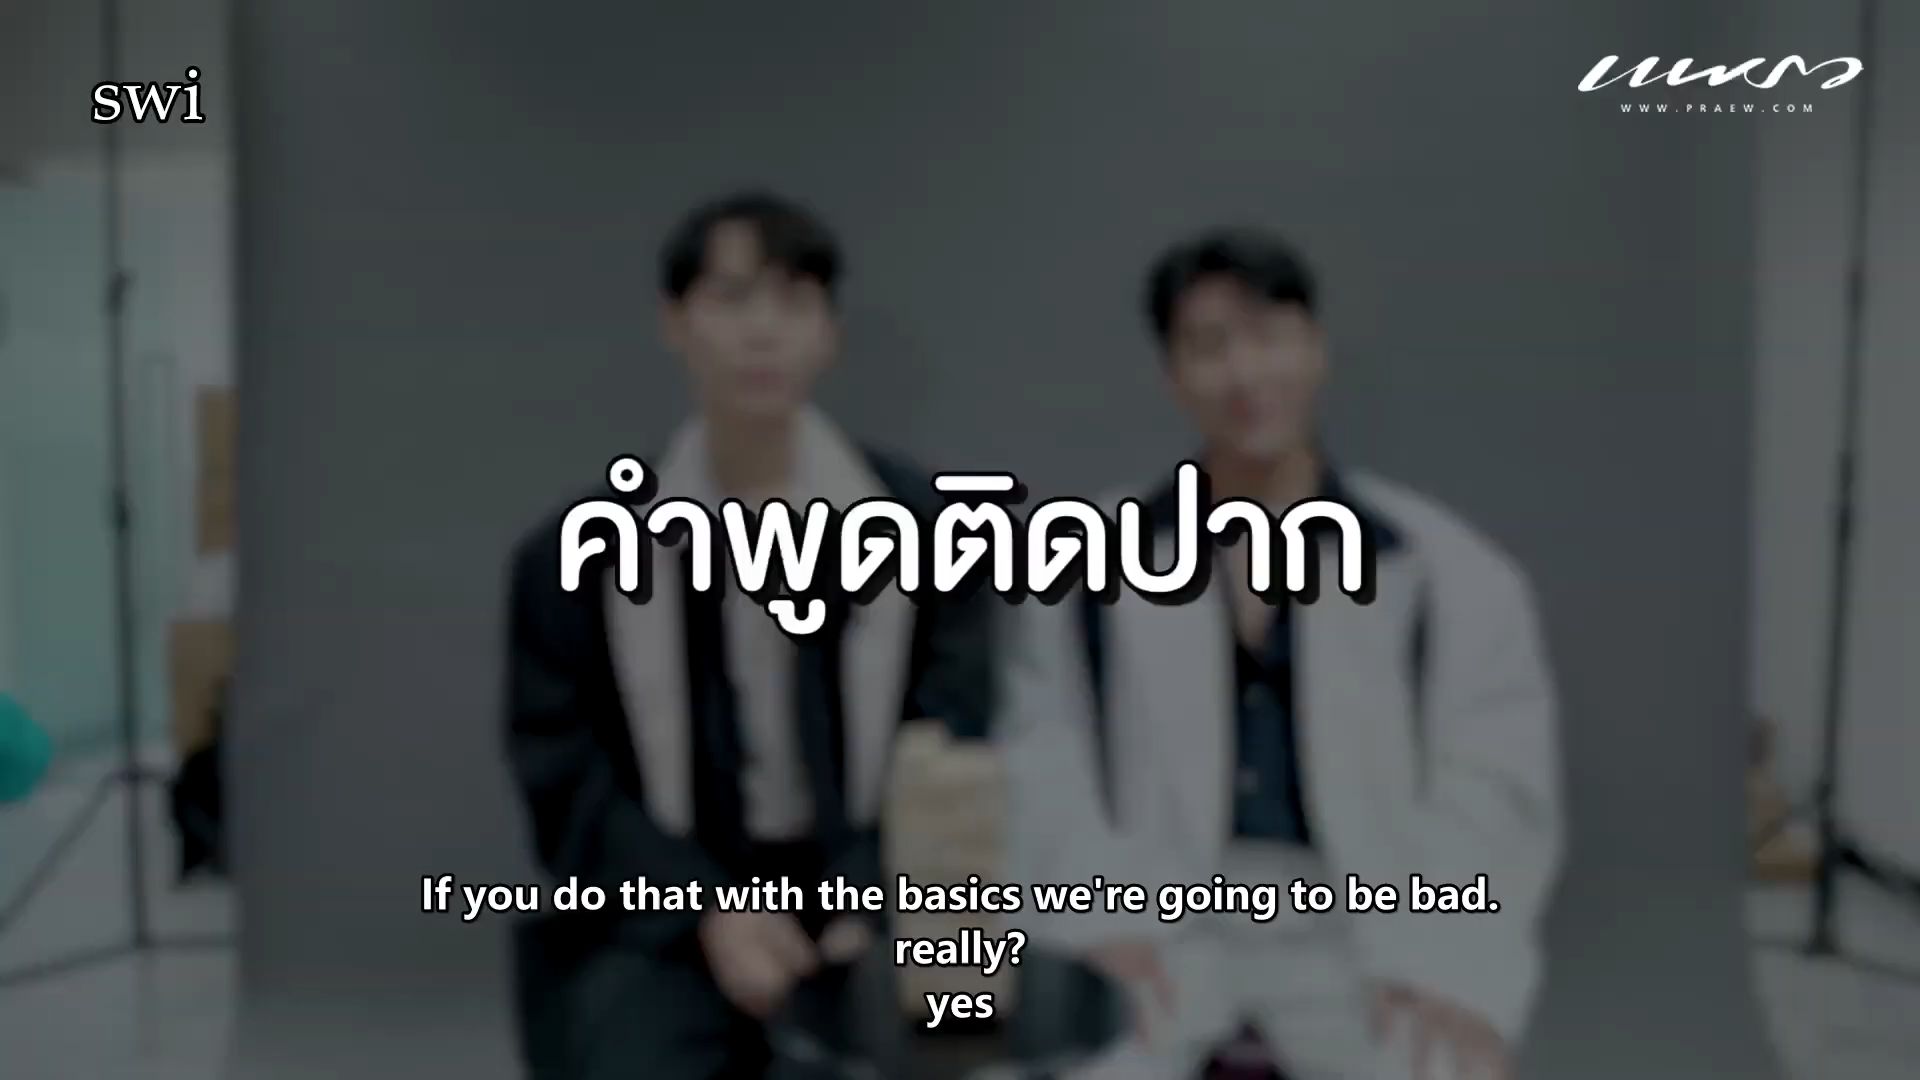 swi
แพรว
WWW.PRAEW.COM
คำพูดติดปาก
If you do that with the basics we're going to be bad.
really?
yes